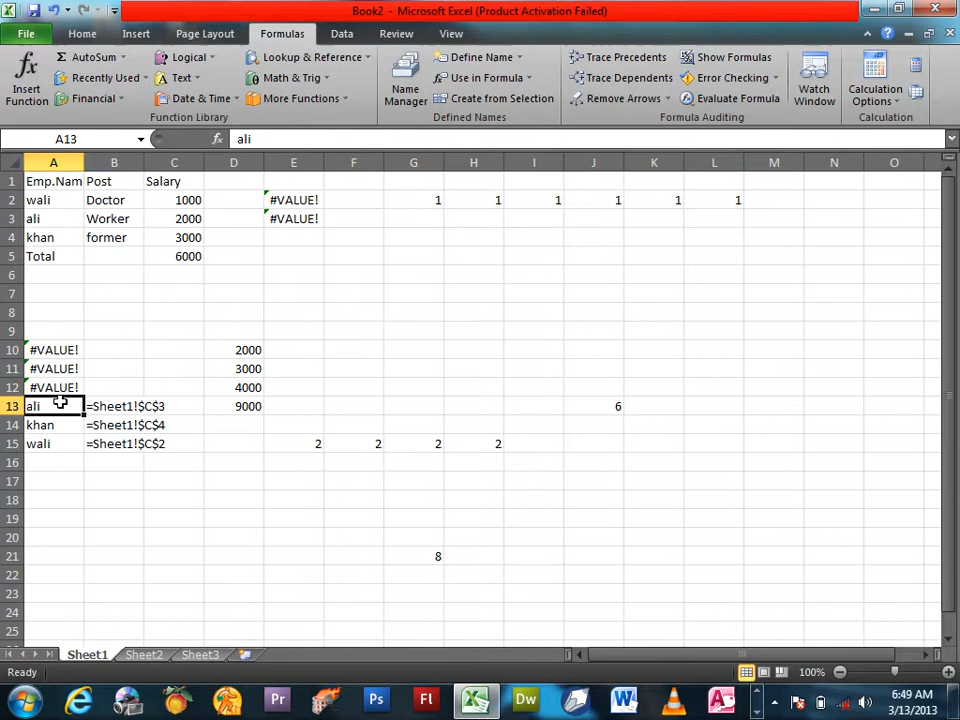 Book2 - Microsoft Excel (Product Activation Failed)
File Home Insert Page Layout Formulas Data Review View
fx Insert Function
Σ AutoSum
Recently Used
Financial
Logical
Text
Date & Time
Lookup & Reference
Math & Trig
More Functions
Function Library
Name Manager
Define Name
Use in Formula
Create from Selection
Defined Names
Trace Precedents
Trace Dependents
Remove Arrows
Show Formulas
Error Checking
Evaluate Formula
Watch Window
Formula Auditing
Calculation Options
Calculation
A13 fx ali
A B C D E F G H I J K L M N O
1 Emp.Nam Post Salary
2 wali Doctor 1000 #VALUE! 1 1 1 1 1 1
3 ali Worker 2000 #VALUE!
4 khan former 3000
5 Total 6000
6
7
8
9
10 #VALUE! 2000
11 #VALUE! 3000
12 #VALUE! 4000
13 ali =Sheet1!$C$3 9000 6
14 khan =Sheet1!$C$4
15 wali =Sheet1!$C$2 2 2 2 2
16
17
18
19
20
21 8
22
23
24
25
Sheet1 Sheet2 Sheet3
Ready 100%
Pr Ps Fl Dw W A
6:49 AM
3/13/2013